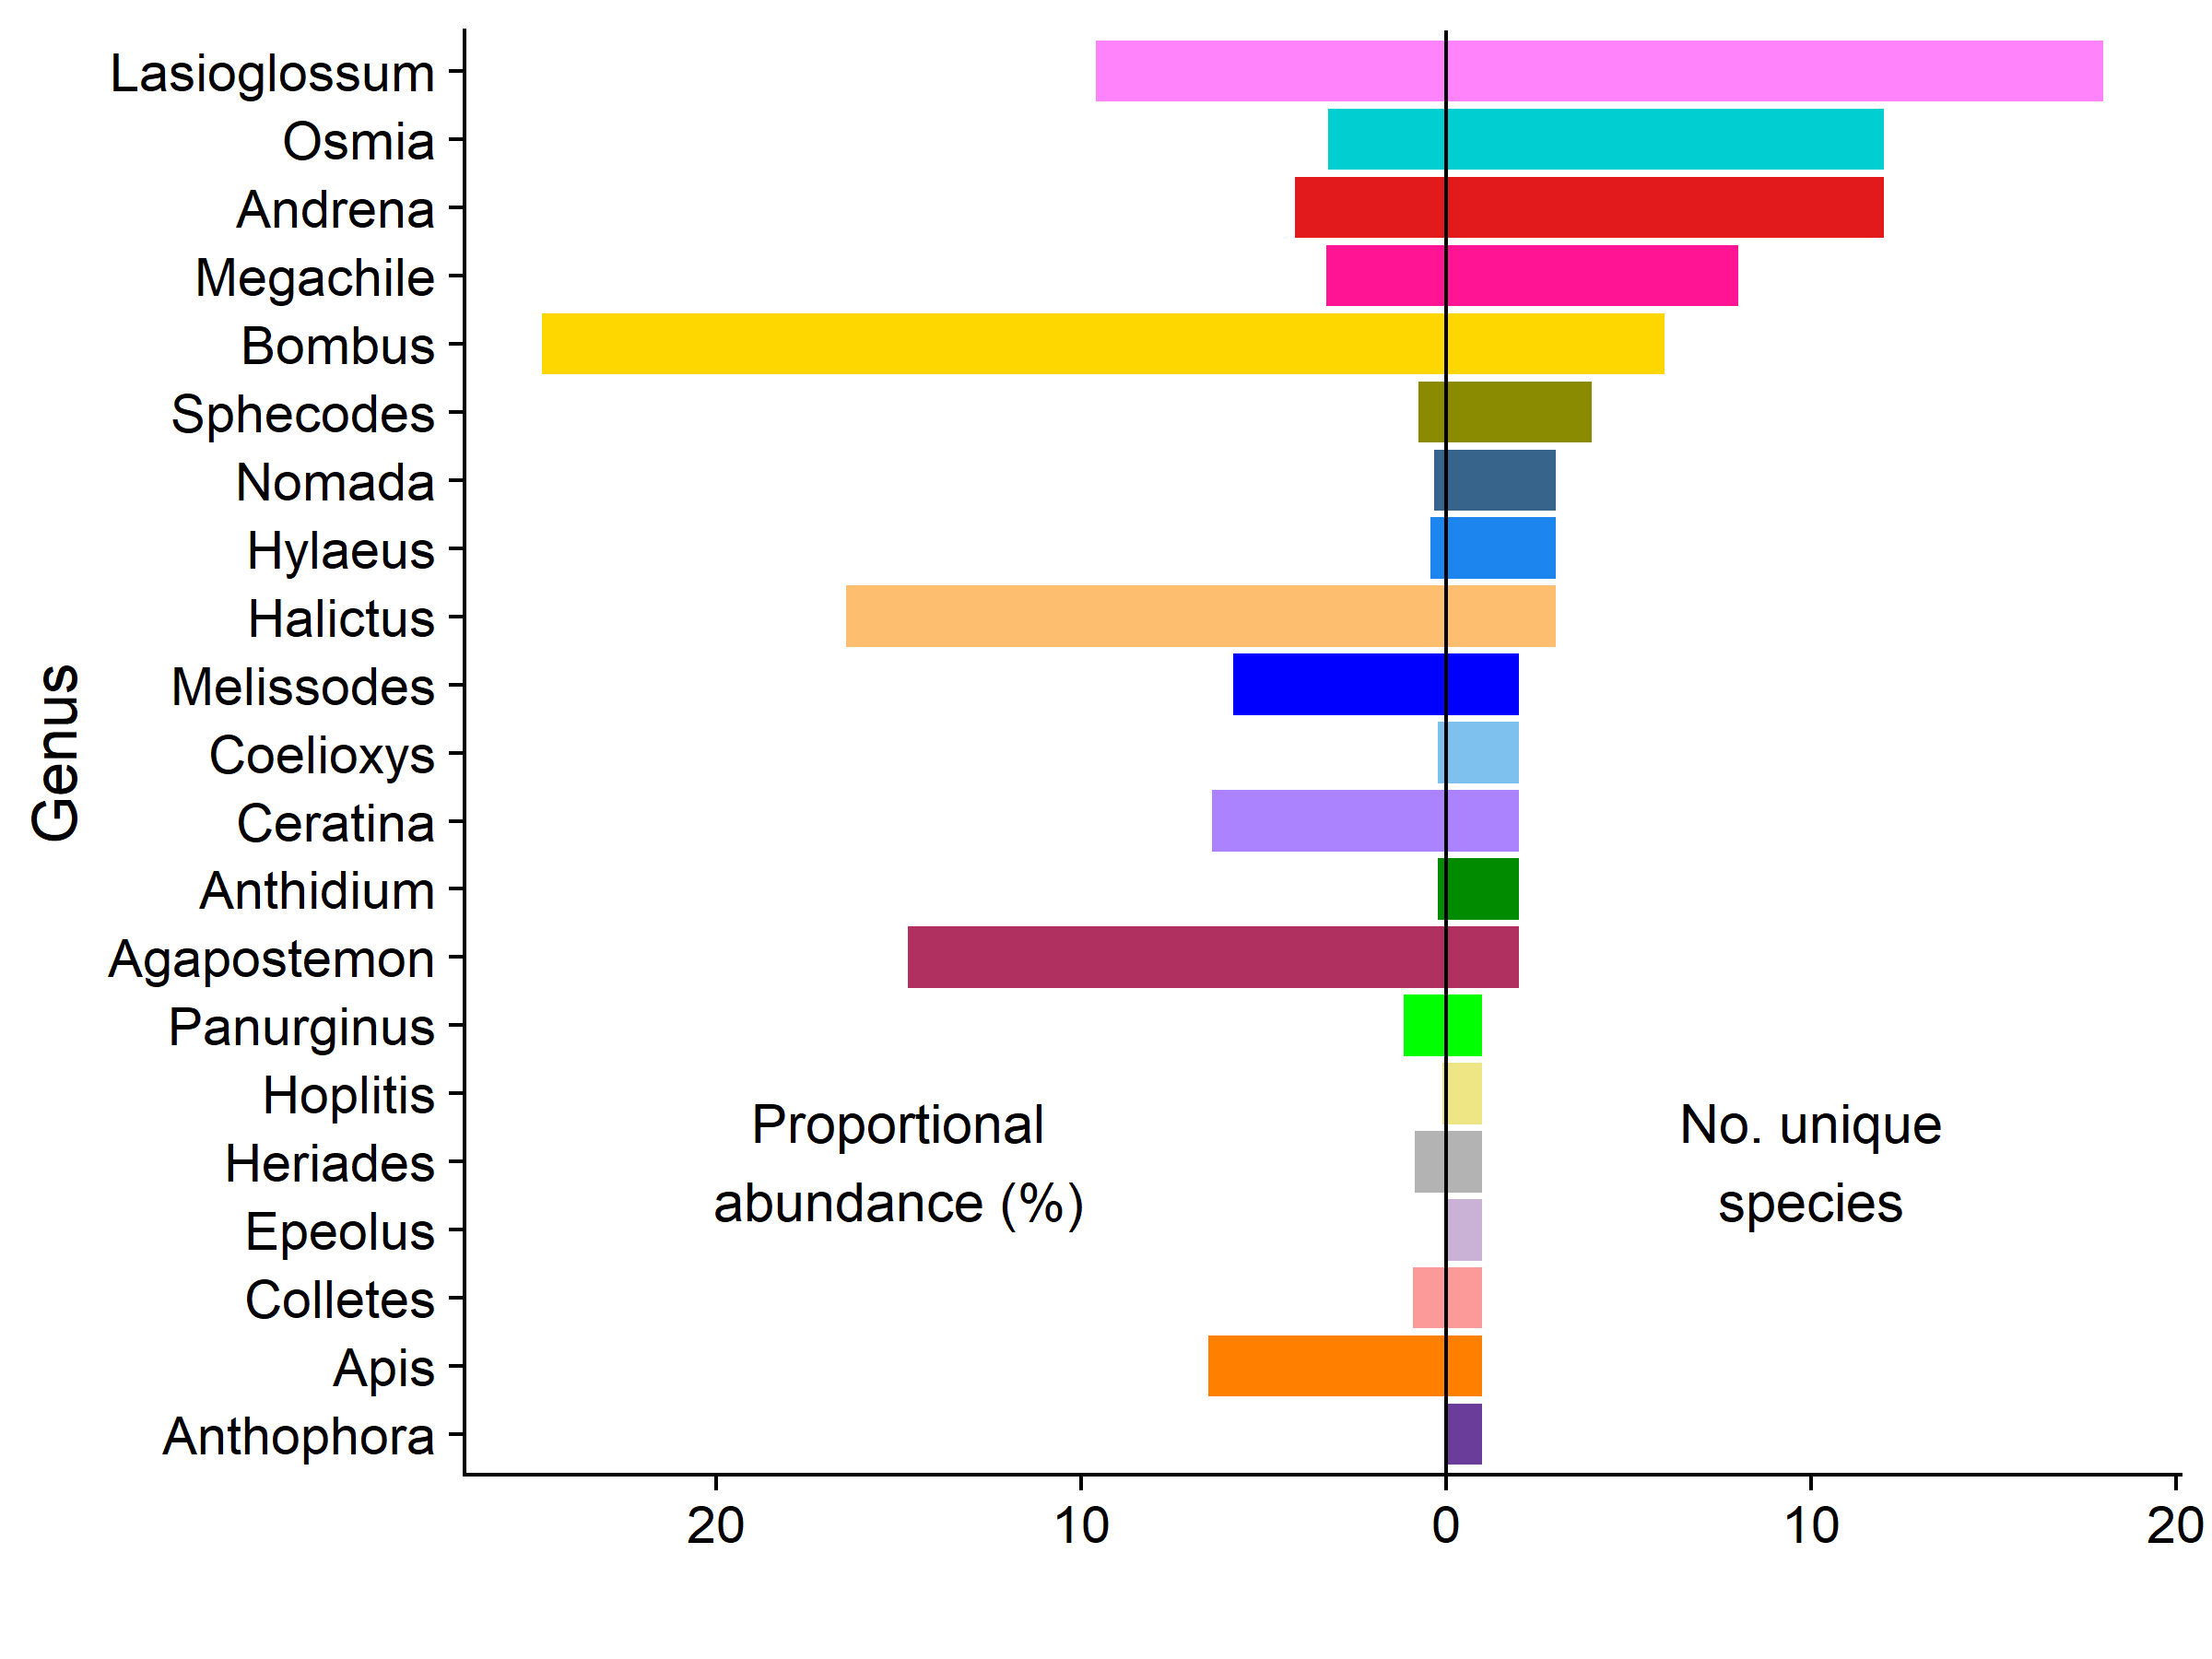 Lasioglossum
Osmia
Andrena
Megachile
Bombus
Sphecodes
Nomada
Hylaeus
Halictus
Melissodes
Coelioxys
Ceratina
Anthidium
Agapostemon
Panurginus
Hoplitis
Heriades
Epeolus
Colletes
Apis
Anthophora
Genus
Proportional
abundance (%)
No. unique
species
20 10 0 10 20